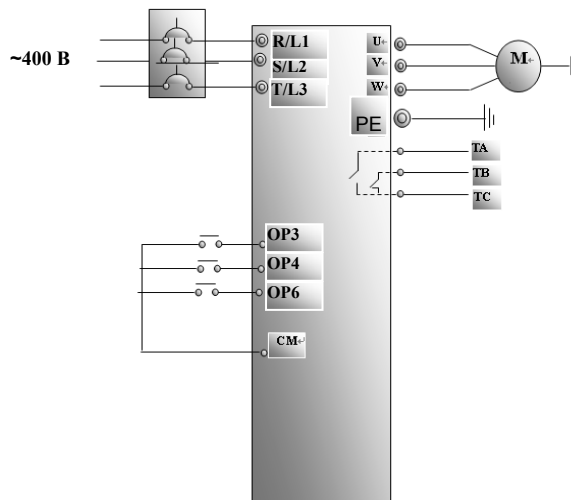 ~400 В
R/L1
S/L2
T/L3
U
V
W
M
PE
TA
TB
TC
OP3
OP4
OP6
CM